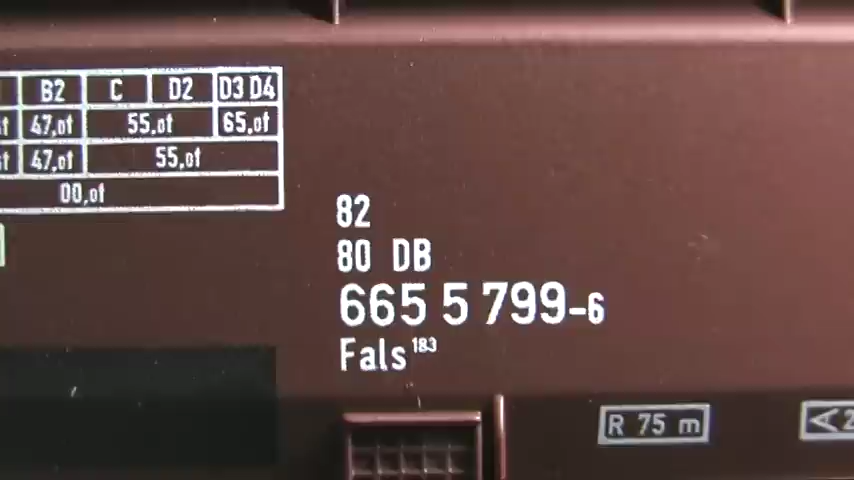 B2 C D2 D3 D4
47,0t 55,0t 65,0t
47,0t 55,0t
00,0t
82
80 DB
665 5 799-6
Fals 183
R 75 m